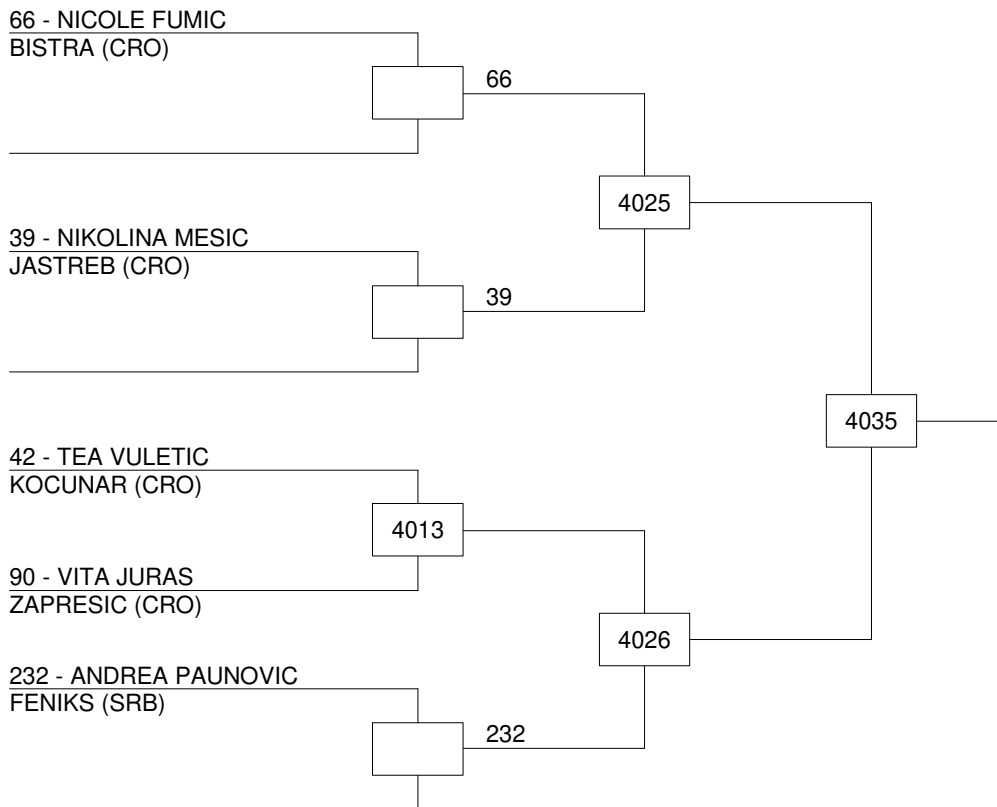 66 - NICOLE FUMIC
BISTRA (CRO)
66
4025
39 - NIKOLINA MESIC
JASTREB (CRO)
39
4035
42 - TEA VULETIC
KOCUNAR (CRO)
4013
90 - VITA JURAS
ZAPRESIC (CRO)
4026
232 - ANDREA PAUNOVIC
FENIKS (SRB)
232